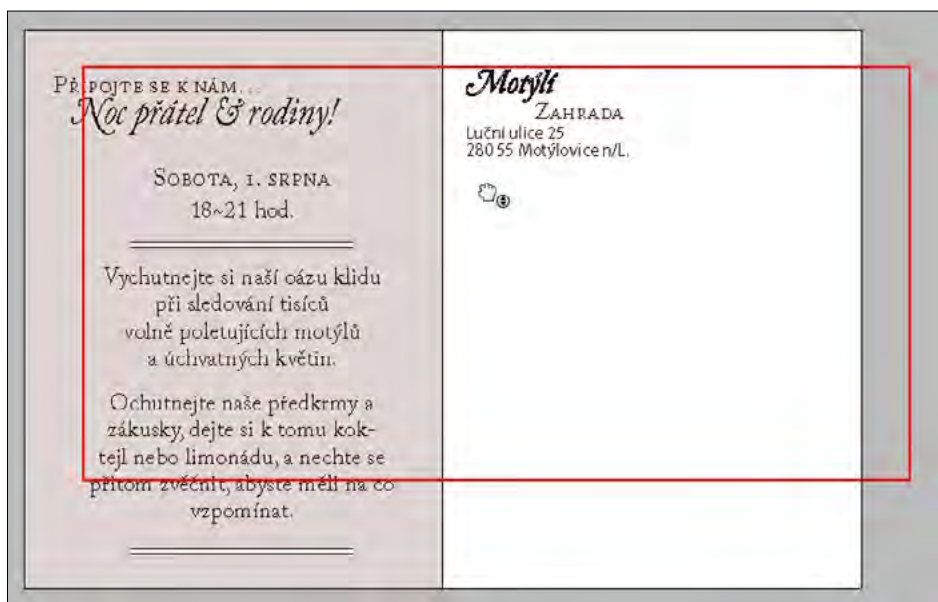 Připojte se k nám...
Noc přátel & rodiny!
Sobota, 1. srpna
18~21 hod.
Vychutnejte si naší oázu klidu
při sledování tisíců
volně poletujících motýlů
a úchvatných květin.
Ochutnejte naše předkrmy a
zákusky, dejte si k tomu kok-
tejl nebo limonádu, a nechte se
přitom zvěčnit, abyste měli na co
vzpomínat.
Motýlí
Zahrada
Luční ulice 25
280 55 Motýlovice n/L.